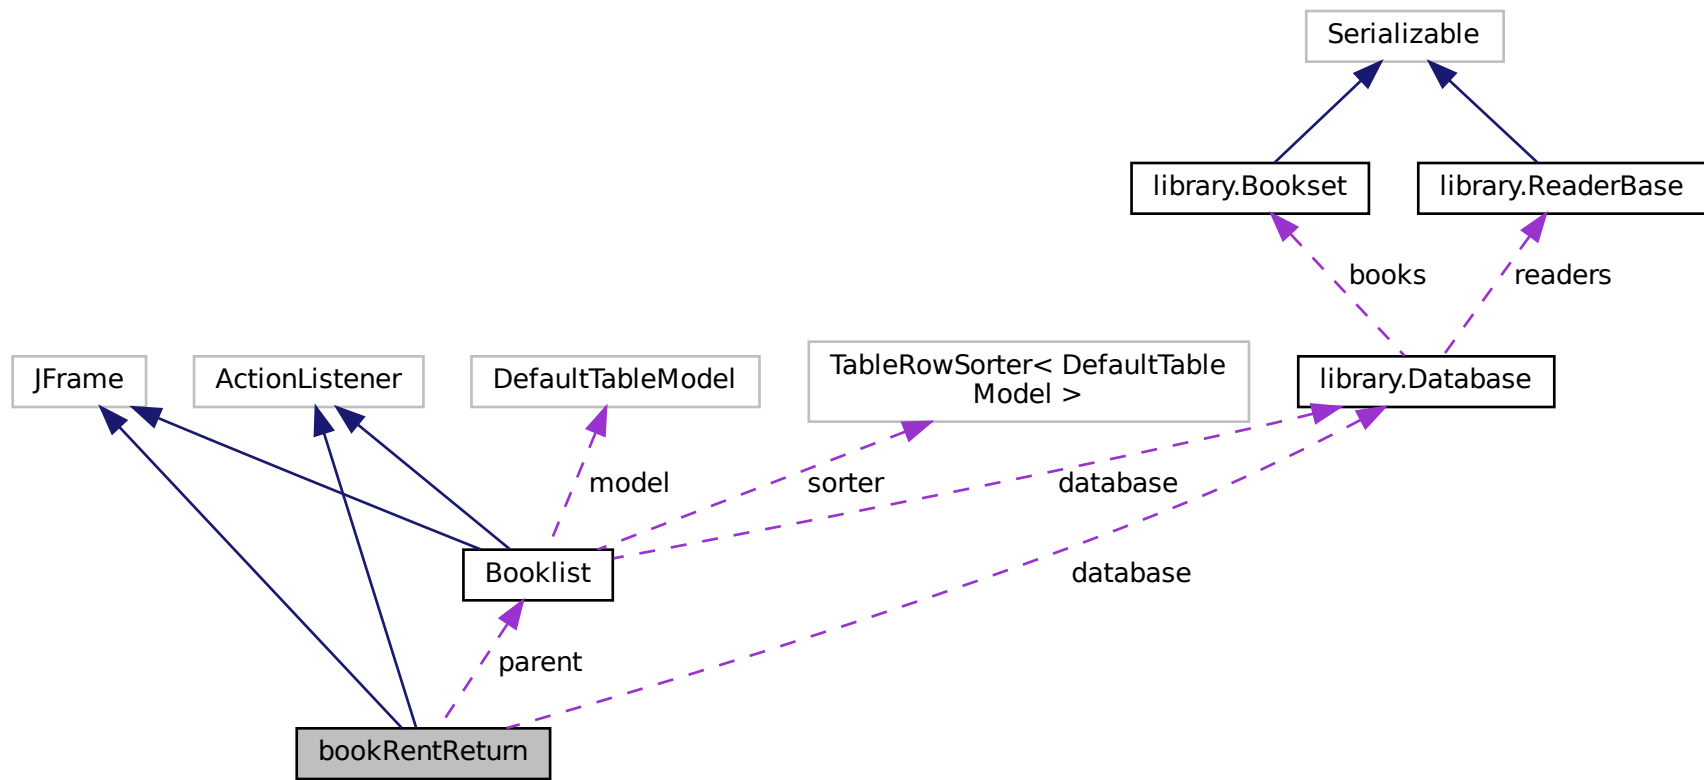 Serializable
library.Bookset
library.ReaderBase
books
readers
JFrame
ActionListener
DefaultTableModel
TableRowSorter< DefaultTable
Model >
library.Database
model
sorter
database
Booklist
database
parent
bookRentReturn